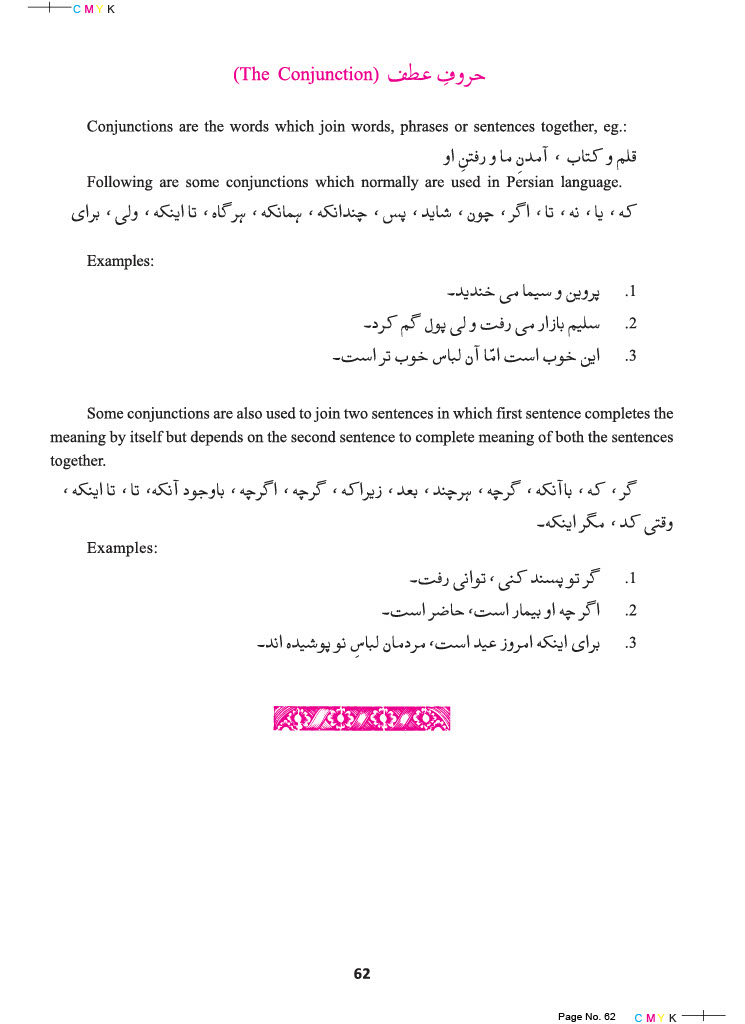 C M Y K
(The Conjunction) حروفِ عطف
Conjunctions are the words which join words, phrases or sentences together, eg.:
قلم و کتاب ، آمدنِ ما و رفتنِ او
Following are some conjunctions which normally are used in Persian language.
که ، یا ، نه ، تا ، اگر ، چون ، شاید ، پس ، چندانکه ، همانکه ، ہرگاہ ، تا اینکه ، ولی ، برای
Examples:
1. پروین و سیما می خندید۔
2. سلیم بازار می رفت و لی پول گم کرد۔
3. این خوب است امّا آن لباس خوب تر است۔
Some conjunctions are also used to join two sentences in which first sentence completes the
meaning by itself but depends on the second sentence to complete meaning of both the sentences
together.
گر ، که ، باآنکه ، گرچه ، ہرچند ، بعد ، زیراکه ، گرچه ، اگرچه ، باوجود آنکه، تا ، تا اینکه ،
وقتی کد ، مگر اینکه۔
Examples:
1. گر تو پسند کنی ، توانی رفت۔
2. اگر چه او بیمار است، حاضر است۔
3. برای اینکه امروز عید است، مردمان لباسِ نو پوشیده اند۔
62
Page No. 62 C M Y K